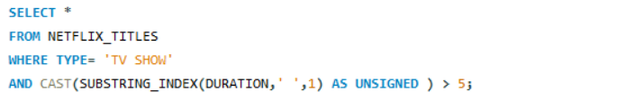 SELECT *
FROM NETFLIX_TITLES
WHERE TYPE= 'TV SHOW'
AND CAST(SUBSTRING_INDEX(DURATION,' ',1) AS UNSIGNED ) > 5;